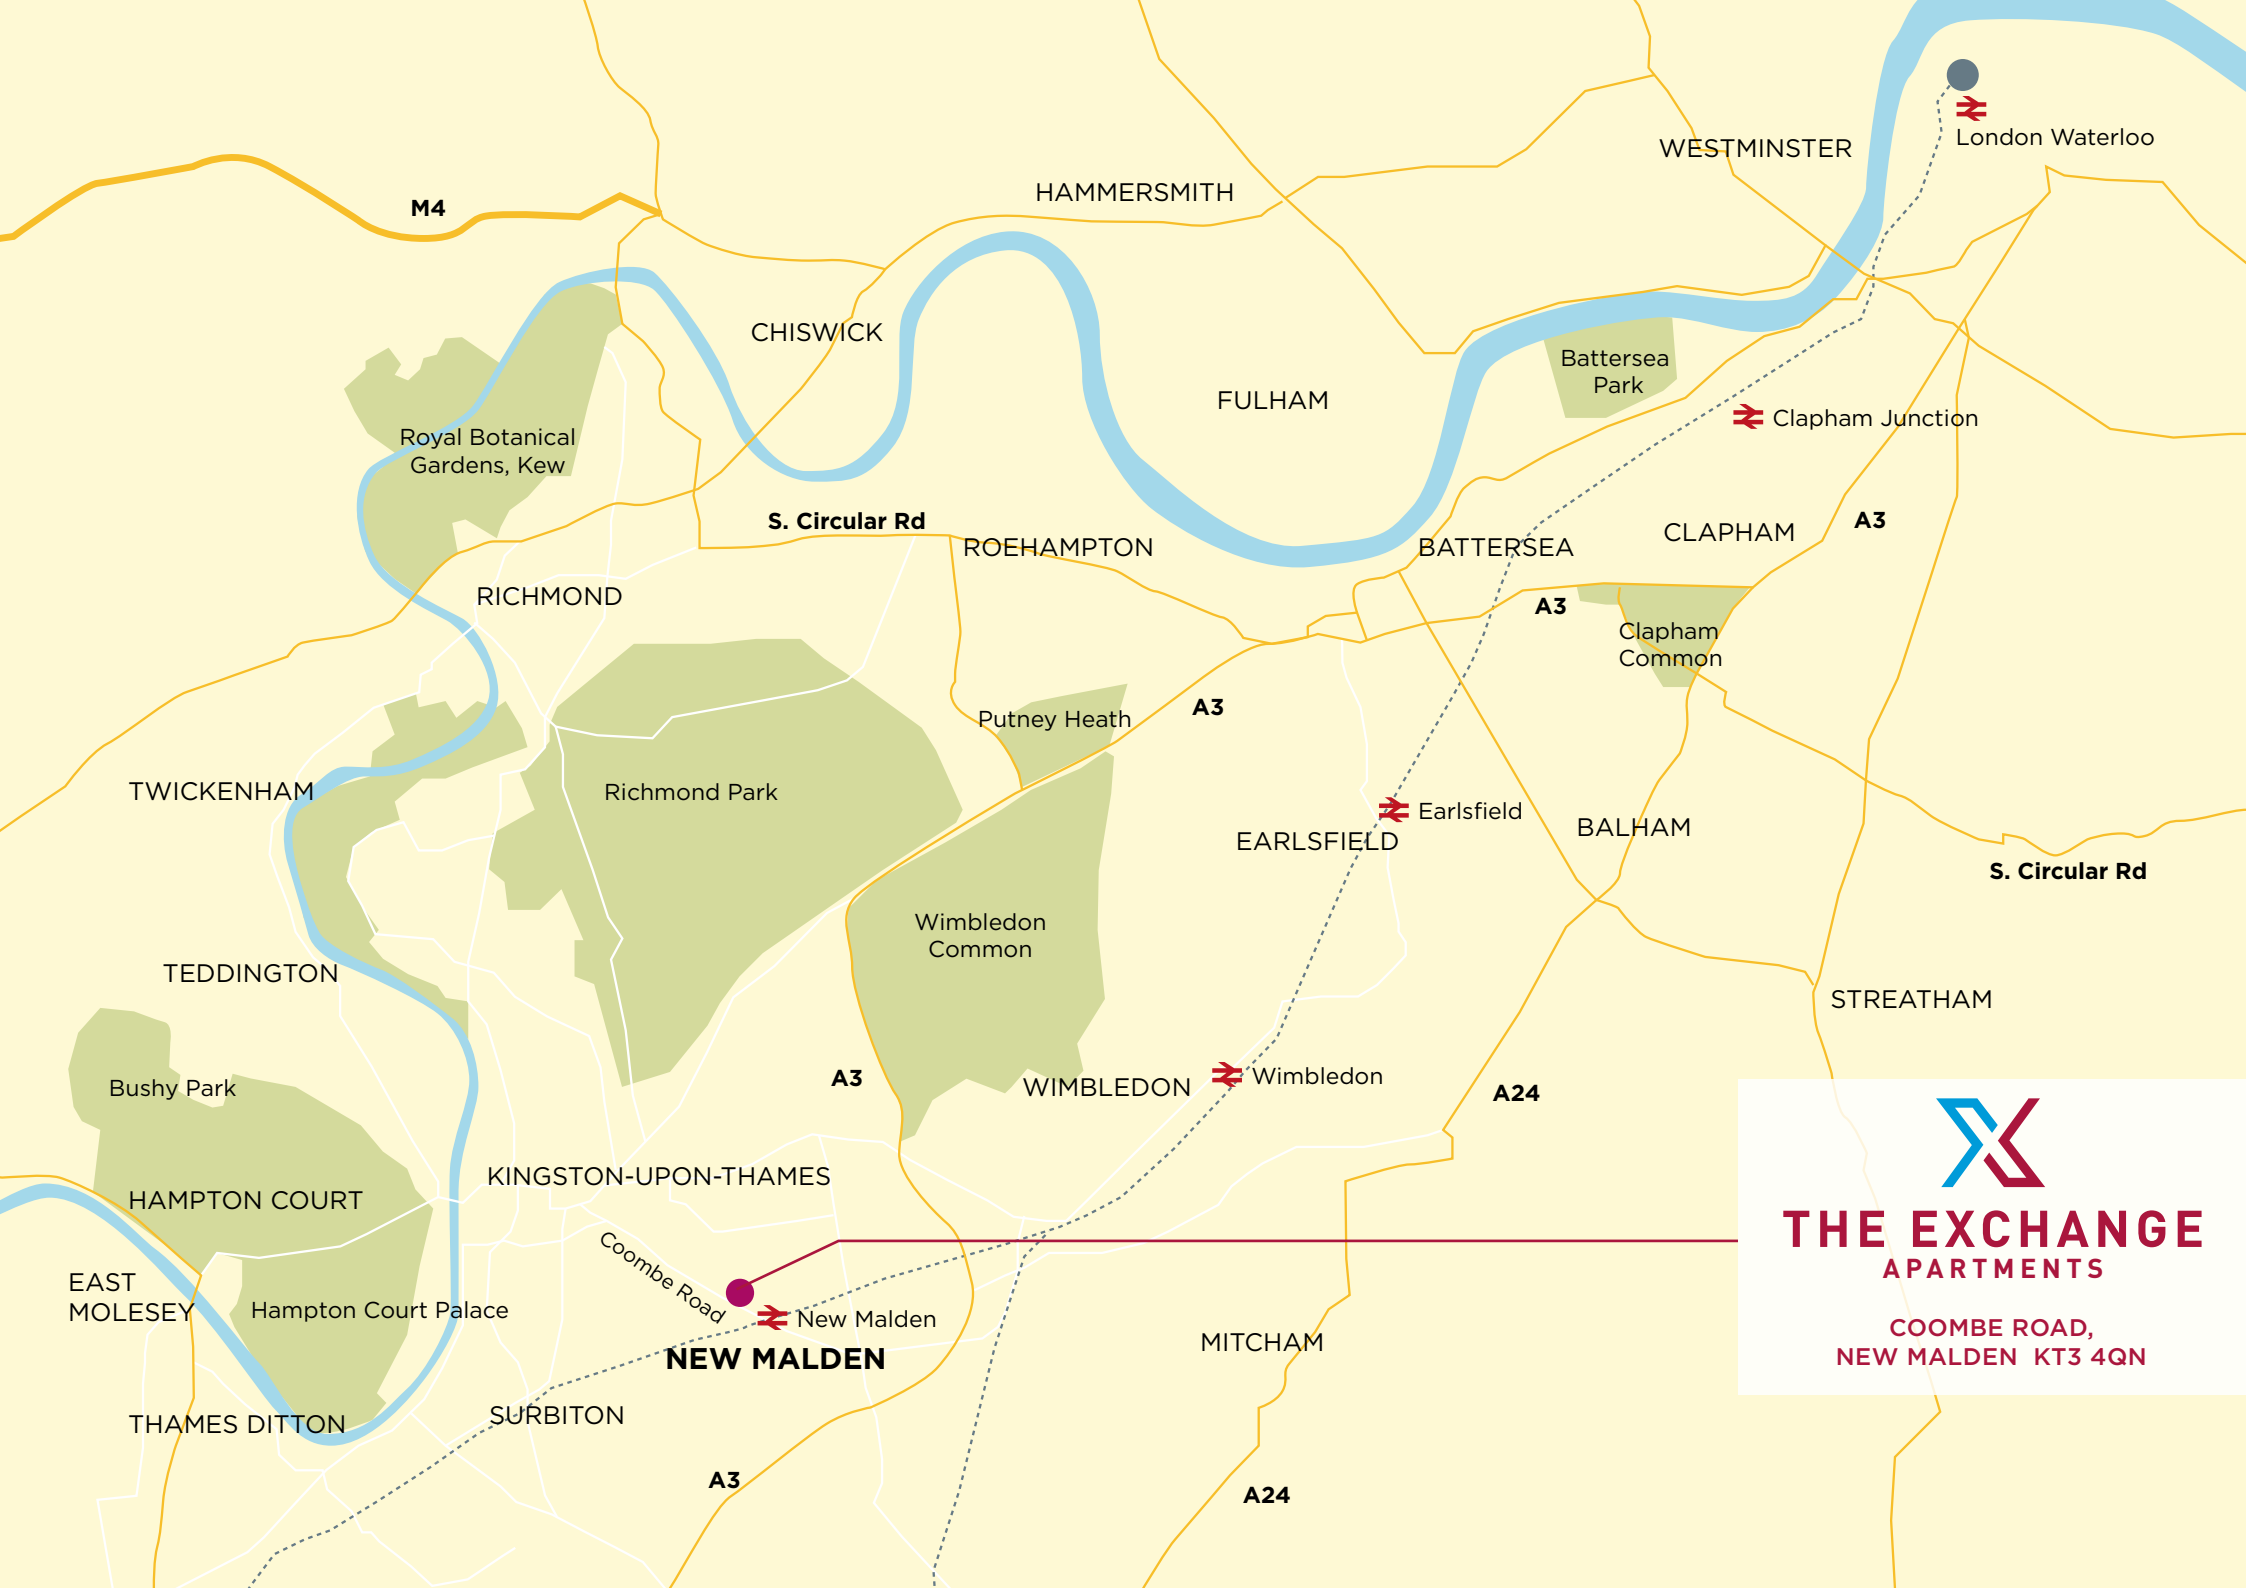 WESTMINSTER
London Waterloo
HAMMERSMITH
M4
CHISWICK
Battersea
Park
FULHAM
Clapham Junction
Royal Botanical
Gardens, Kew
S. Circular Rd
A3
CLAPHAM
ROEHAMPTON
BATTERSEA
RICHMOND
A3
Clapham
Common
A3
Putney Heath
TWICKENHAM
Richmond Park
Earlsfield
BALHAM
EARLSFIELD
S. Circular Rd
Wimbledon
Common
TEDDINGTON
STREATHAM
Bushy Park
A3
WIMBLEDON
Wimbledon
A24
KINGSTON-UPON-THAMES
HAMPTON COURT
THE EXCHANGE
APARTMENTS
COOMBE ROAD,
NEW MALDEN KT3 4QN
Coombe Road
EAST
MOLESEY
Hampton Court Palace
New Malden
NEW MALDEN
MITCHAM
THAMES DITTON
SURBITON
A3
A24